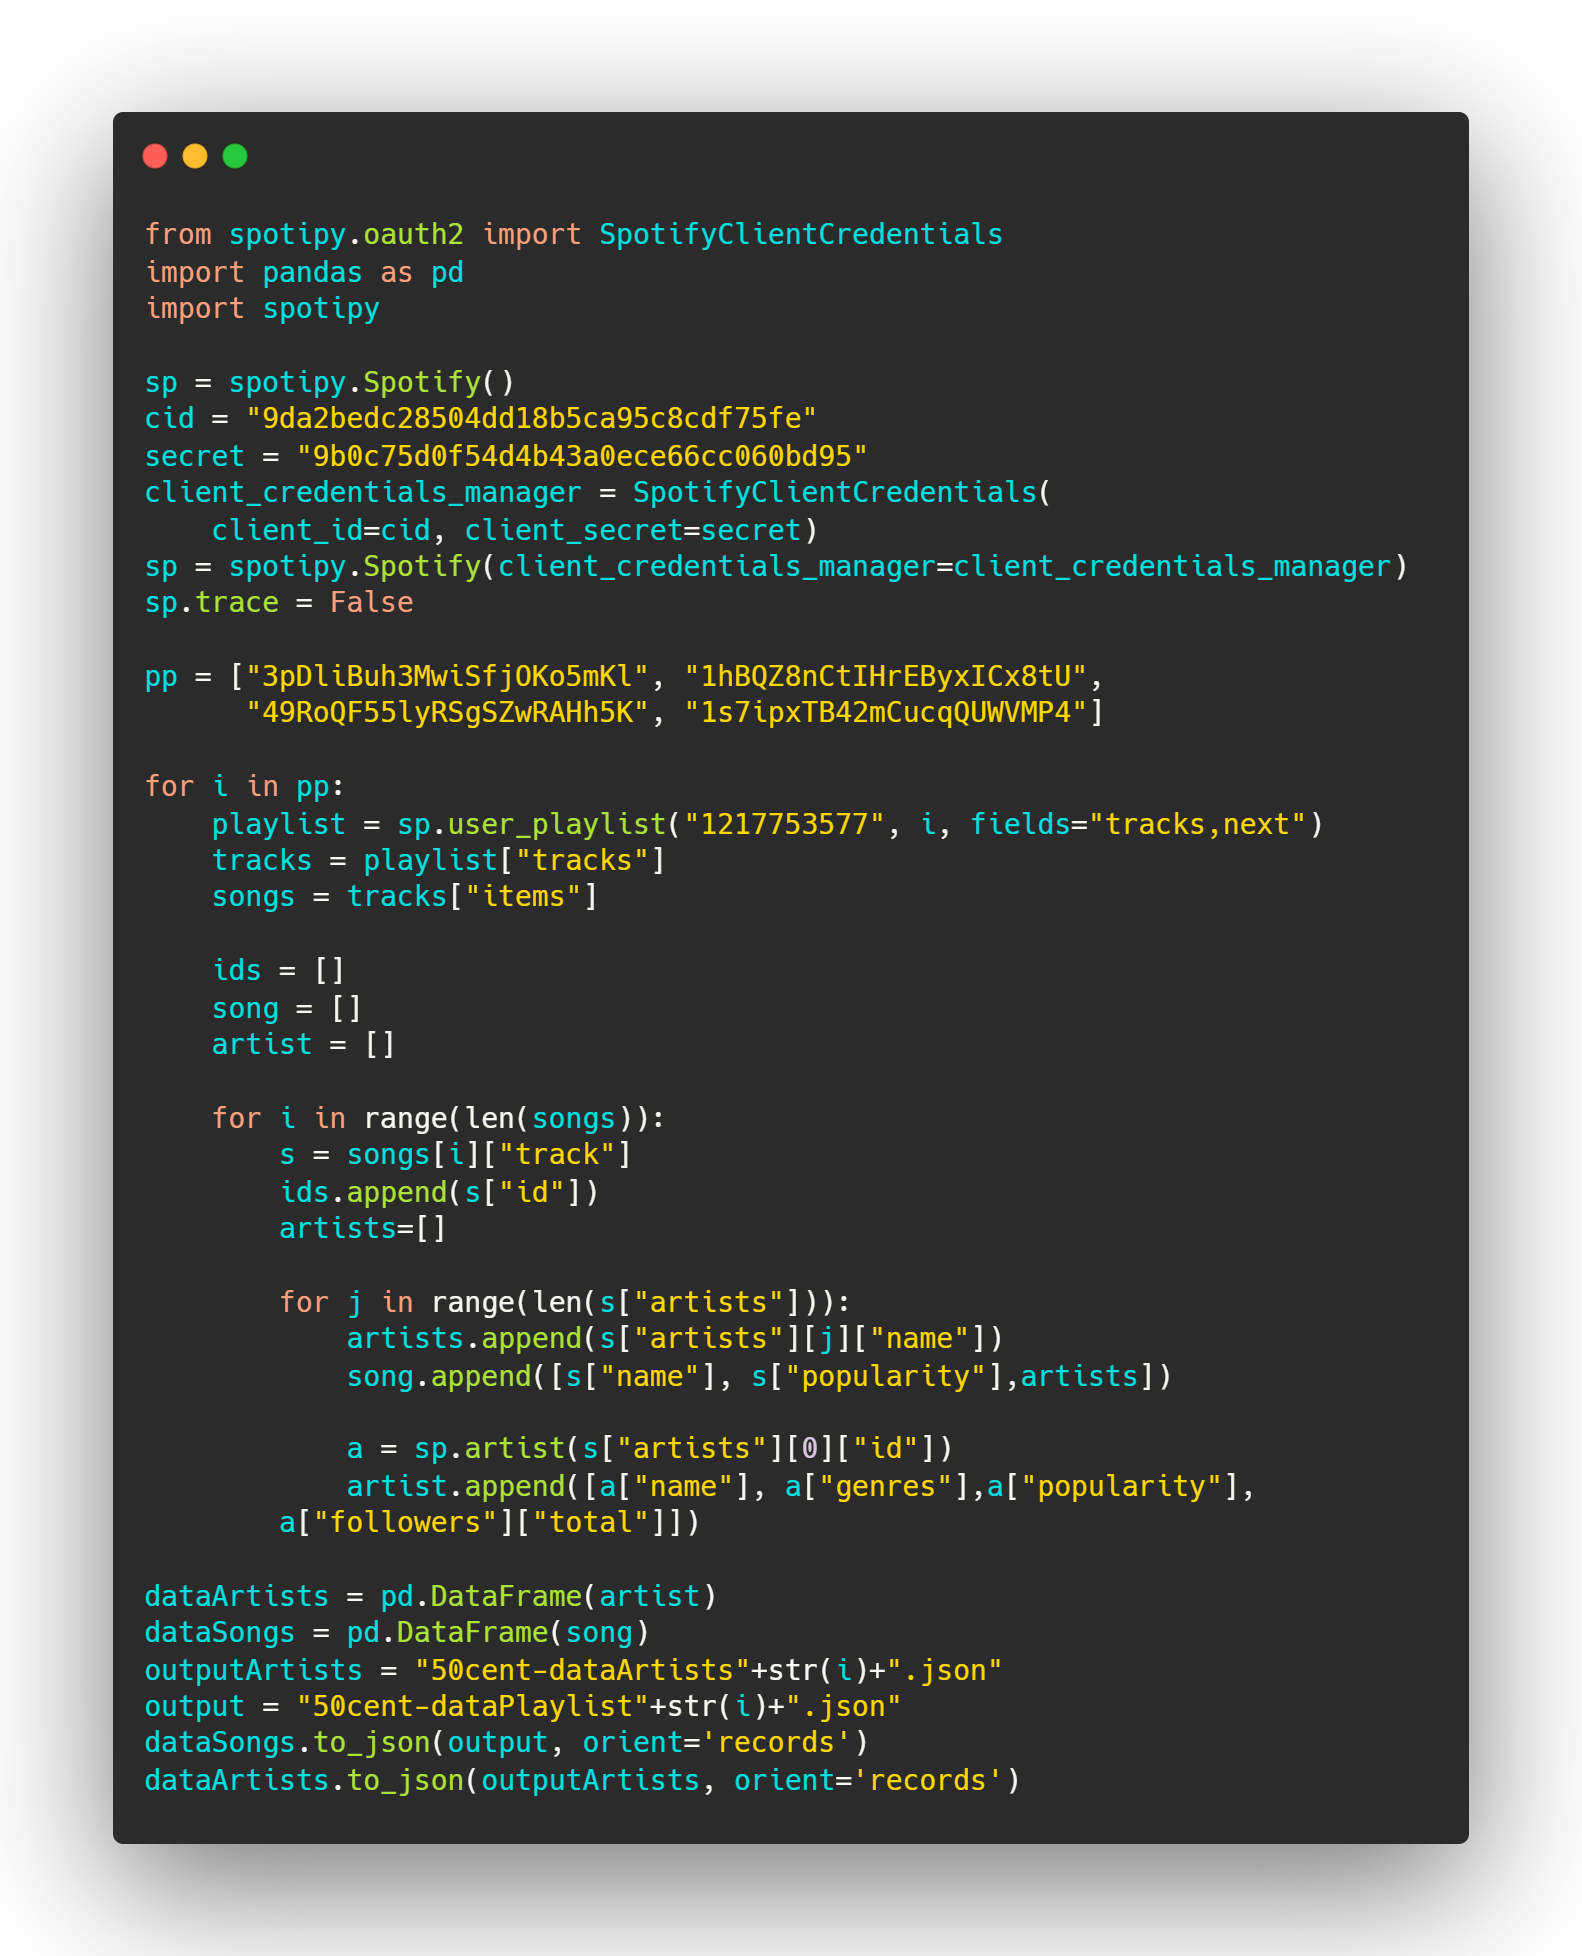 from spotipy.oauth2 import SpotifyClientCredentials
import pandas as pd
import spotipy

sp = spotipy.Spotify()
cid = "9da2bedc28504dd18b5ca95c8cdf75fe"
secret = "9b0c75d0f54d4b43a0ece66cc060bd95"
client_credentials_manager = SpotifyClientCredentials(
    client_id=cid, client_secret=secret)
sp = spotipy.Spotify(client_credentials_manager=client_credentials_manager)
sp.trace = False

pp = ["3pDliBuh3MwiSfjOKo5mKl", "1hBQZ8nCtIHrEByxICx8tU",
      "49RoQF55lyRSgSZwRAHh5K", "1s7ipxTB42mCucqQUWVMP4"]

for i in pp:
    playlist = sp.user_playlist("1217753577", i, fields="tracks,next")
    tracks = playlist["tracks"]
    songs = tracks["items"]

    ids = []
    song = []
    artist = []

    for i in range(len(songs)):
        s = songs[i]["track"]
        ids.append(s["id"])
        artists=[]

        for j in range(len(s["artists"])):
            artists.append(s["artists"][j]["name"])
            song.append([s["name"], s["popularity"],artists])

            a = sp.artist(s["artists"][0]["id"])
            artist.append([a["name"], a["genres"],a["popularity"],
        a["followers"]["total"]])

dataArtists = pd.DataFrame(artist)
dataSongs = pd.DataFrame(song)
outputArtists = "50cent-dataArtists"+str(i)+".json"
output = "50cent-dataPlaylist"+str(i)+".json"
dataSongs.to_json(output, orient='records')
dataArtists.to_json(outputArtists, orient='records')